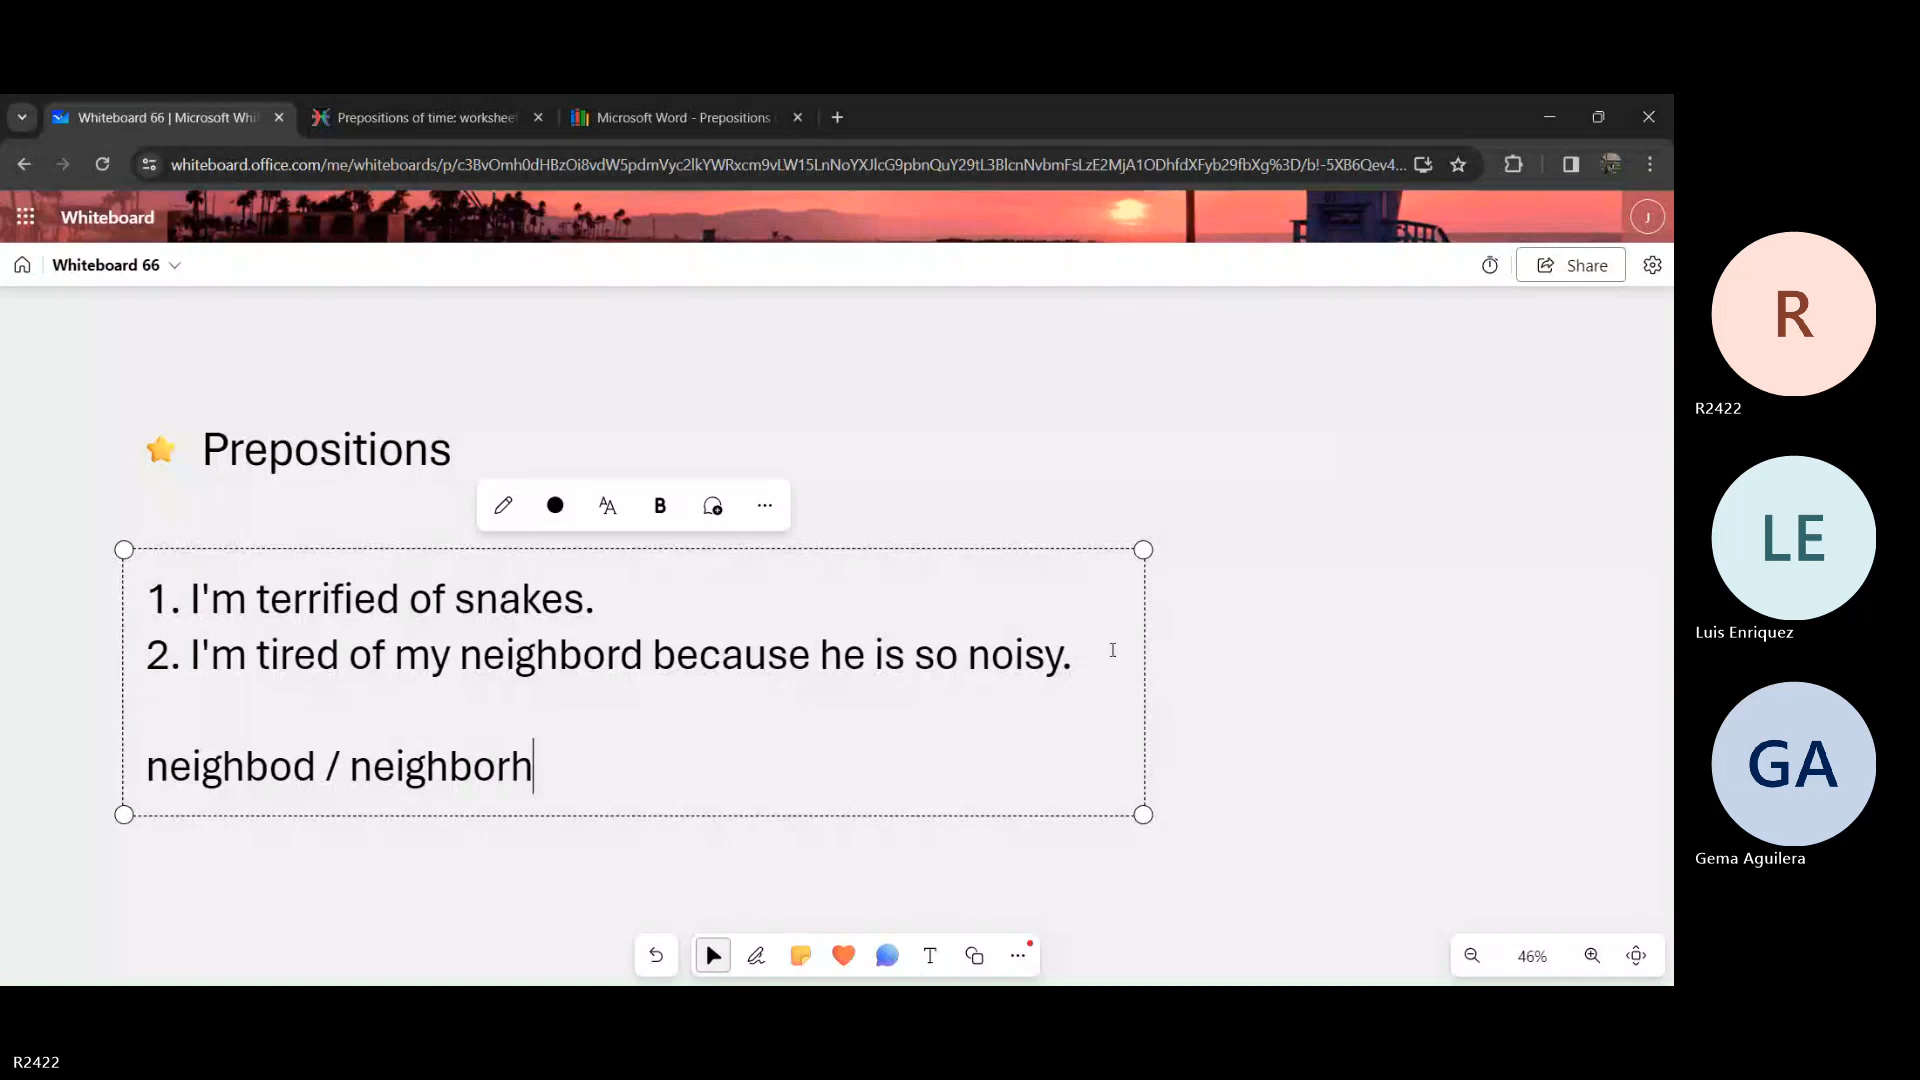 Whiteboard 66 | Microsoft Whi
Prepositions of time: workshee
Microsoft Word - Prepositions
whiteboard.office.com/me/whiteboards/p/c3BvOmh0dHBzOi8vdW5pdmVyc2lkYWRxcm9vLW15LnNoYXJlcG9pbnQuY29tL3BlcnNvbmFsLzE2MjA1ODhfdXFyb29fbXg%3D/b!-5XB6Qev4...
Whiteboard
J
Whiteboard 66
Share
Prepositions
B
1. I'm terrified of snakes.
2. I'm tired of my neighbord because he is so noisy.
neighbod / neighborh
T
46%
R
R2422
LE
Luis Enriquez
GA
Gema Aguilera
R2422